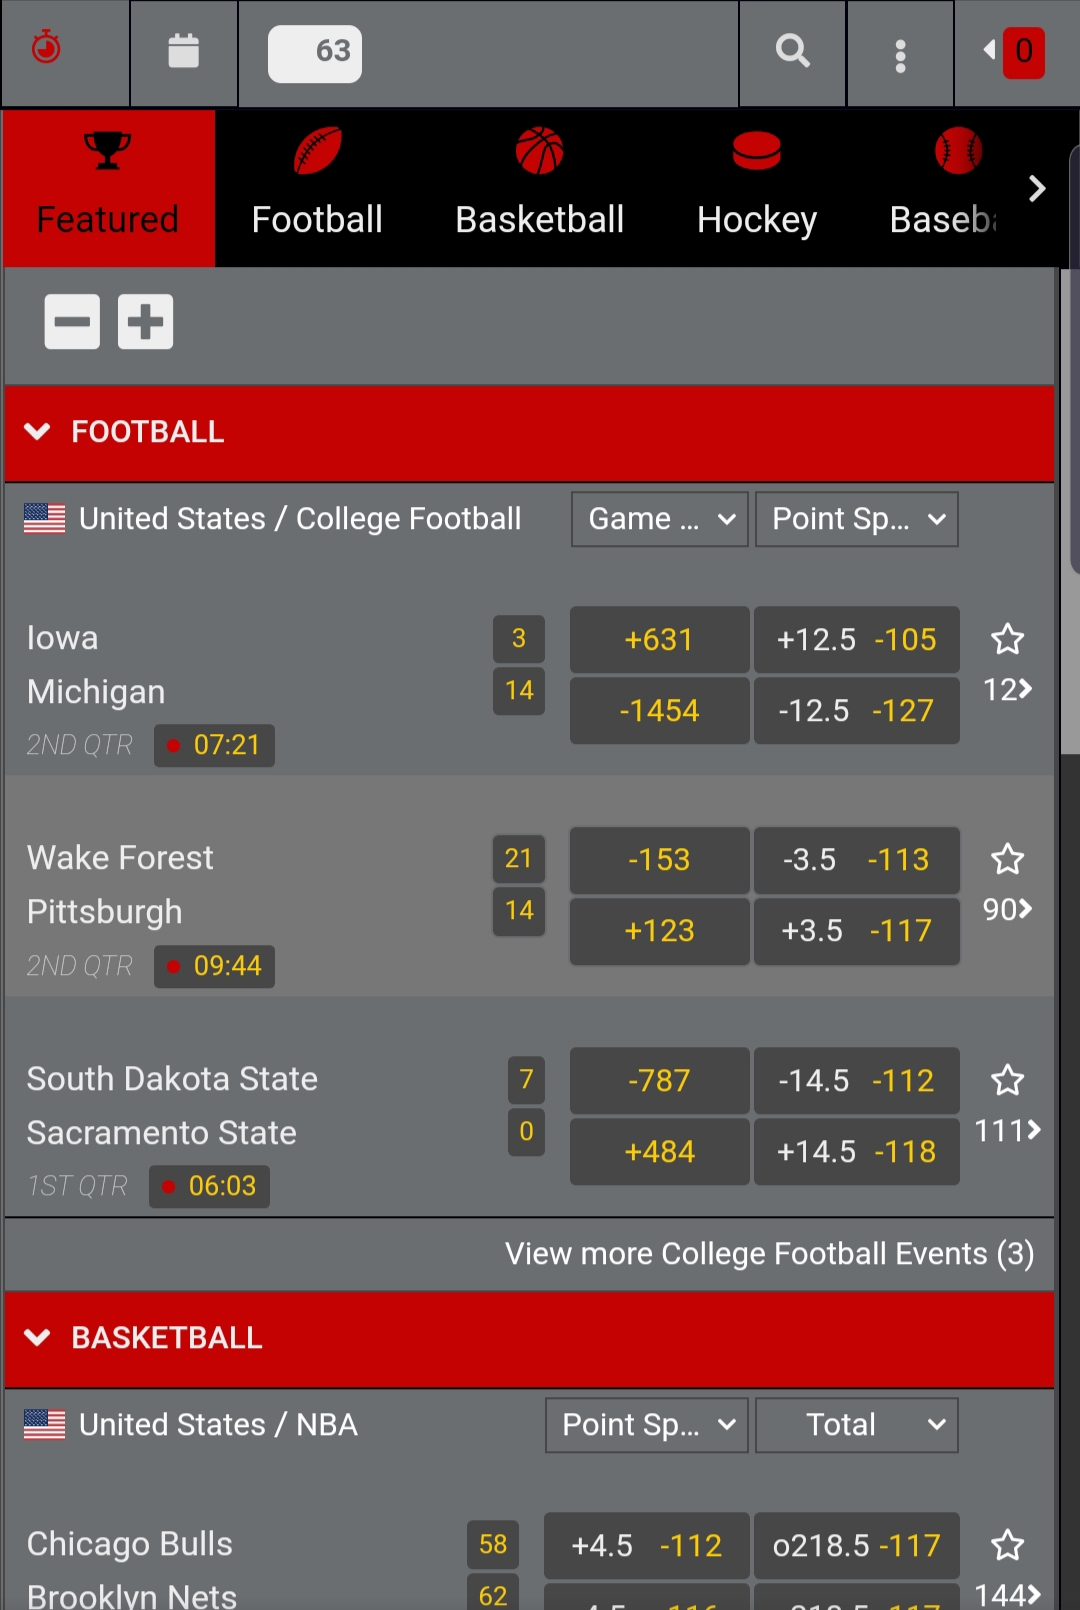 63
0
Featured
Football
Basketball
Hockey
Baseb
FOOTBALL
United States / College Football Game ... Point Sp...
Iowa 3 +631 +12.5 -105
Michigan 14 -1454 -12.5 -127
12
2ND QTR 07:21
Wake Forest 21 -153 -3.5 -113
Pittsburgh 14 +123 +3.5 -117
90
2ND QTR 09:44
South Dakota State 7 -787 -14.5 -112
Sacramento State 0 +484 +14.5 -118
111
1ST QTR 06:03
View more College Football Events (3)
BASKETBALL
United States / NBA Point Sp... Total
Chicago Bulls 58 +4.5 -112 o218.5 -117
Brooklyn Nets 62
144